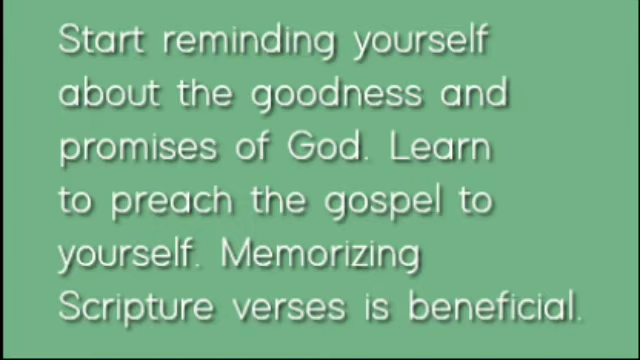 Start reminding yourself
about the goodness and
promises of God. Learn
to preach the gospel to
yourself. Memorizing
Scripture verses is beneficial.